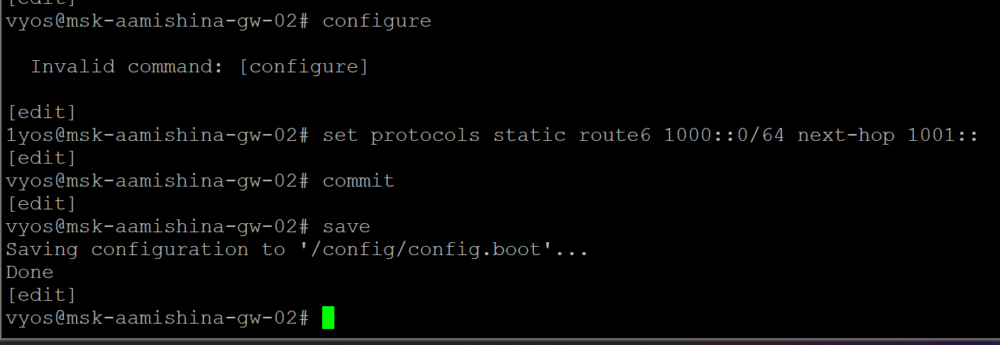 [edit]
vyos@msk-aamishina-gw-02# configure
Invalid command: [configure]
[edit]
1yos@msk-aamishina-gw-02# set protocols static route6 1000::0/64 next-hop 1001::
[edit]
vyos@msk-aamishina-gw-02# commit
[edit]
vyos@msk-aamishina-gw-02# save
Saving configuration to '/config/config.boot'...
Done
[edit]
vyos@msk-aamishina-gw-02#